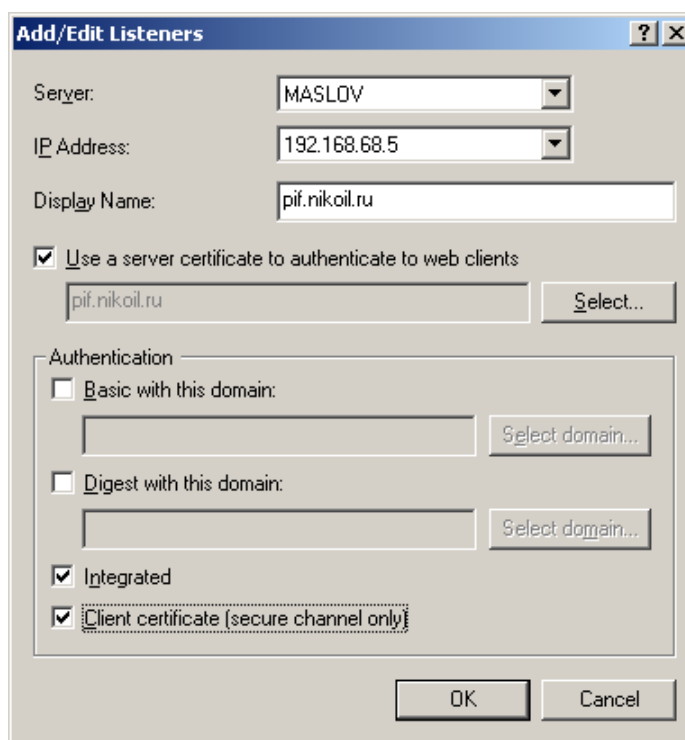 Add/Edit Listeners
Server: MASLOV
IP Address: 192.168.68.5
Display Name: pif.nikoil.ru
Use a server certificate to authenticate to web clients
pif.nikoil.ru Select...
Authentication
Basic with this domain:
Select domain...
Digest with this domain:
Select domain...
Integrated
Client certificate (secure channel only)
OK Cancel